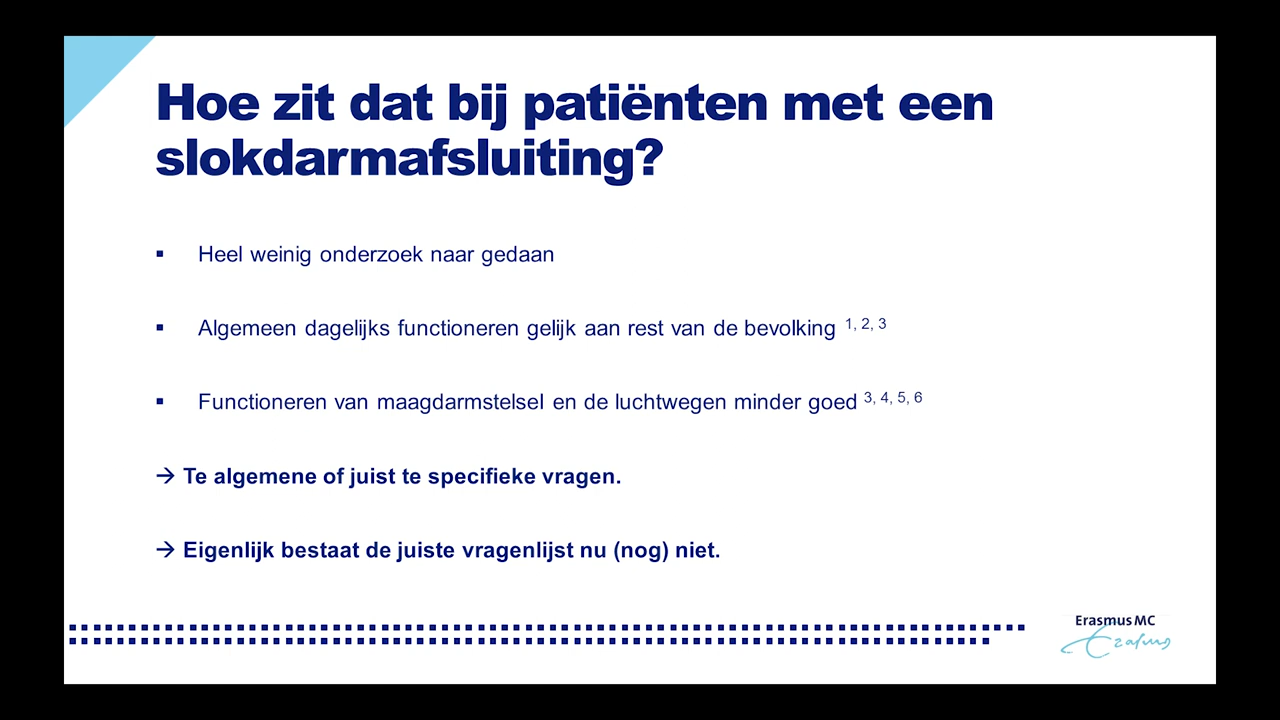 Hoe zit dat bij patiënten met een
slokdarmafsluiting?
▪ Heel weinig onderzoek naar gedaan
▪ Algemeen dagelijks functioneren gelijk aan rest van de bevolking 1, 2, 3
▪ Functioneren van maagdarmstelsel en de luchtwegen minder goed 3, 4, 5, 6
→ Te algemene of juist te specifieke vragen.
→ Eigenlijk bestaat de juiste vragenlijst nu (nog) niet.
Erasmus MC
Erasmus